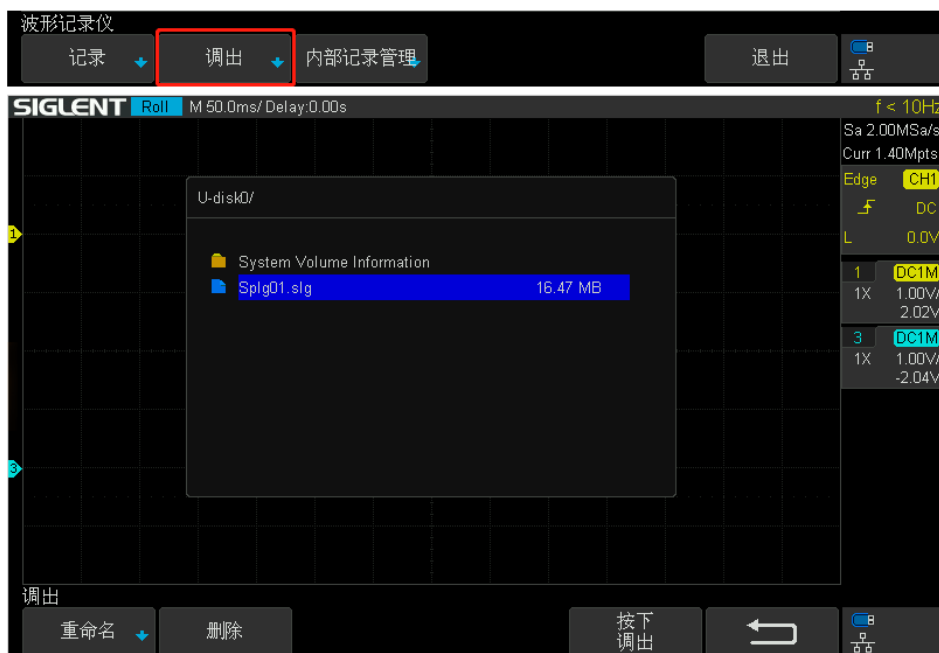 波形记录仪
记录 调出 内部记录管理 退出
SIGLENT Roll M 50.0ms/ Delay:0.00s f < 10Hz
Sa 2.00MSa/s
Curr 1.40Mpts
Edge CH1
DC
L 0.0V
U-disk0/
System Volume Information
Splg01.slg 16.47 MB
1
1 DC1M
1X 1.00V/
2.02V
3 DC1M
1X 1.00V/
-2.04V
3
调出
重命名 删除 按下
调出